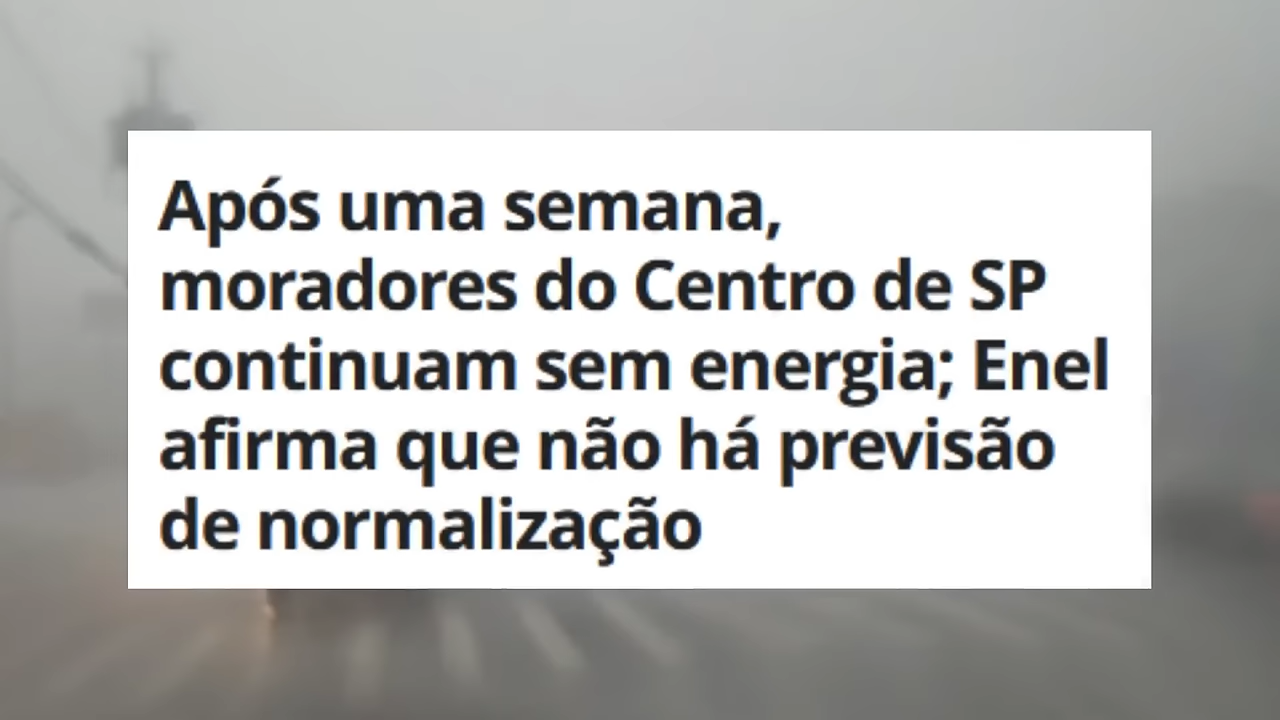 Após uma semana,
moradores do Centro de SP
continuam sem energia; Enel
afirma que não há previsão
de normalização